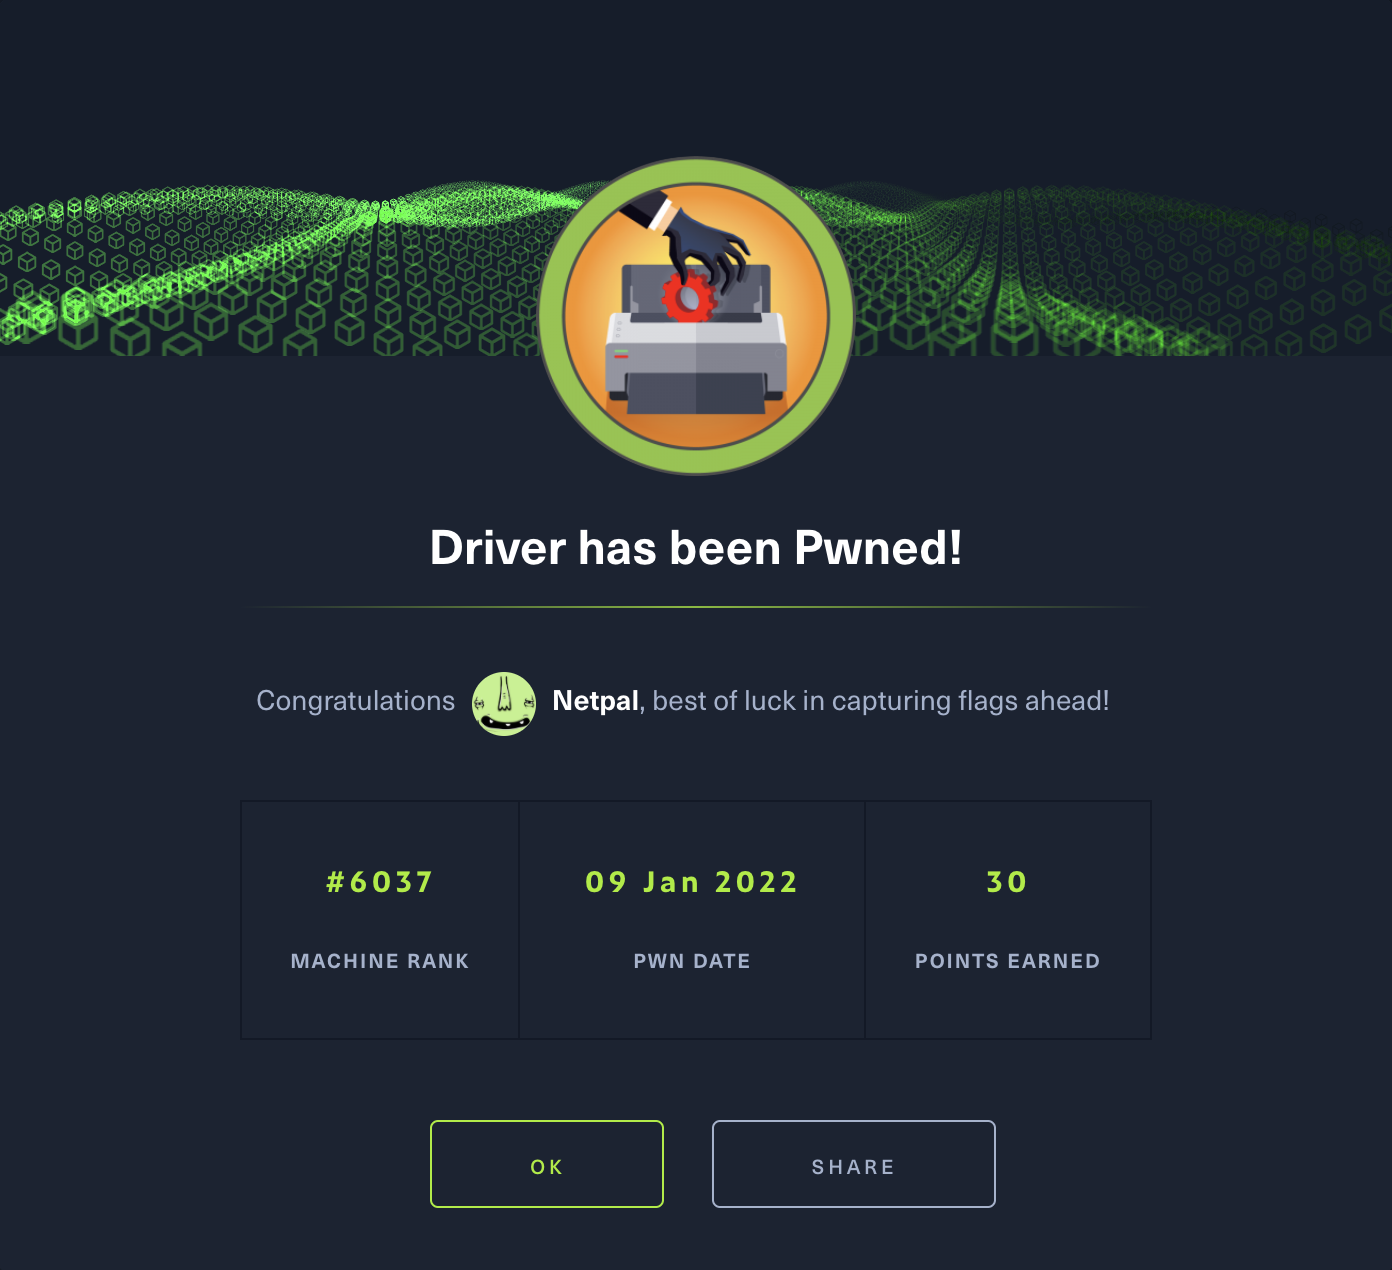 Driver has been Pwned!
Congratulations Netpal, best of luck in capturing flags ahead!
#6037 09 Jan 2022 30
MACHINE RANK PWN DATE POINTS EARNED
OK SHARE